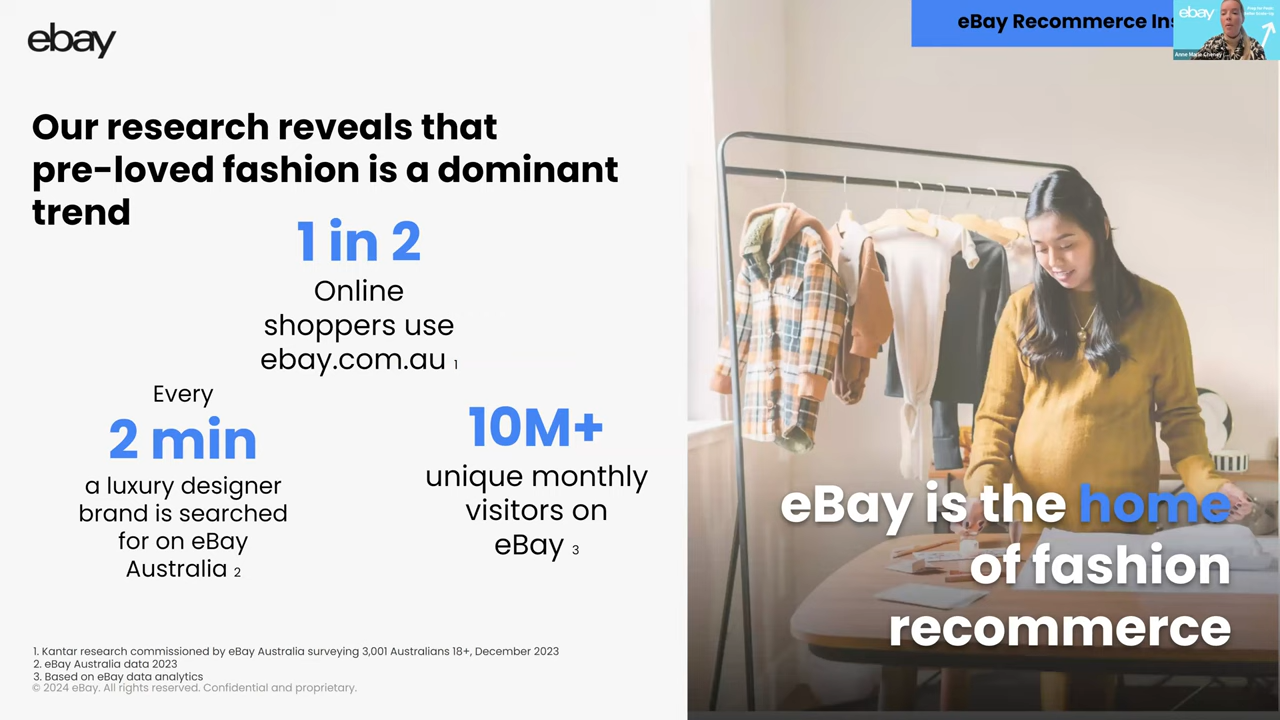 ebay
eBay Recommerce
ebay
Anne Marie Cheney
Our research reveals that
pre-loved fashion is a dominant
trend
1 in 2
Online
shoppers use
ebay.com.au 1
Every
2 min
a luxury designer
brand is searched
for on eBay
Australia 2
10M+
unique monthly
visitors on
eBay 3
eBay is the home
of fashion
recommerce
1. Kantar research commissioned by eBay Australia surveying 3,001 Australians 18+, December 2023
2. eBay Australia data 2023
3. Based on eBay data analytics
© 2024 eBay. All rights reserved. Confidential and proprietary.